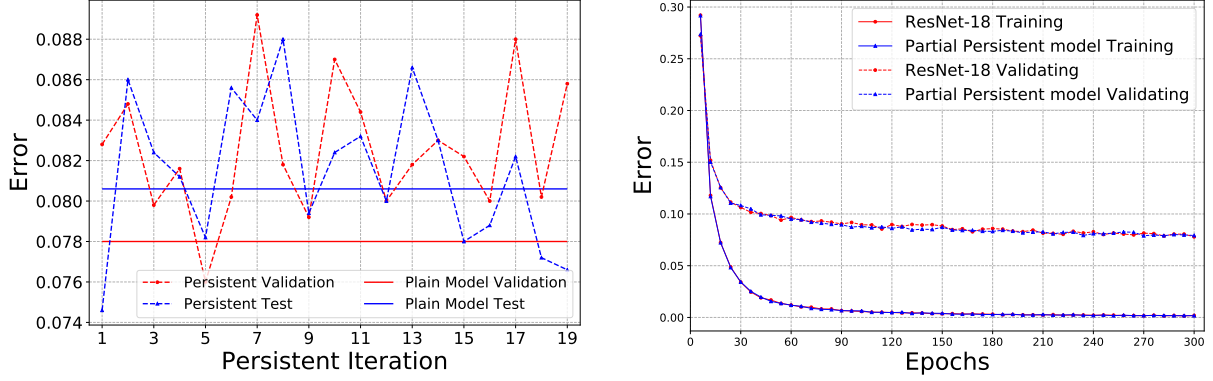 0.088
0.086
0.084
0.082
0.080
0.078
0.076
0.074
Error
Persistent Validation
Persistent Test
Plain Model Validation
Plain Model Test
1 3 5 7 9 11 13 15 17 19
Persistent Iteration
0.30
0.25
0.20
0.15
0.10
0.05
0.00
Error
ResNet-18 Training
Partial Persistent model Training
ResNet-18 Validating
Partial Persistent model Validating
0 30 60 90 120 150 180 210 240 270 300
Epochs